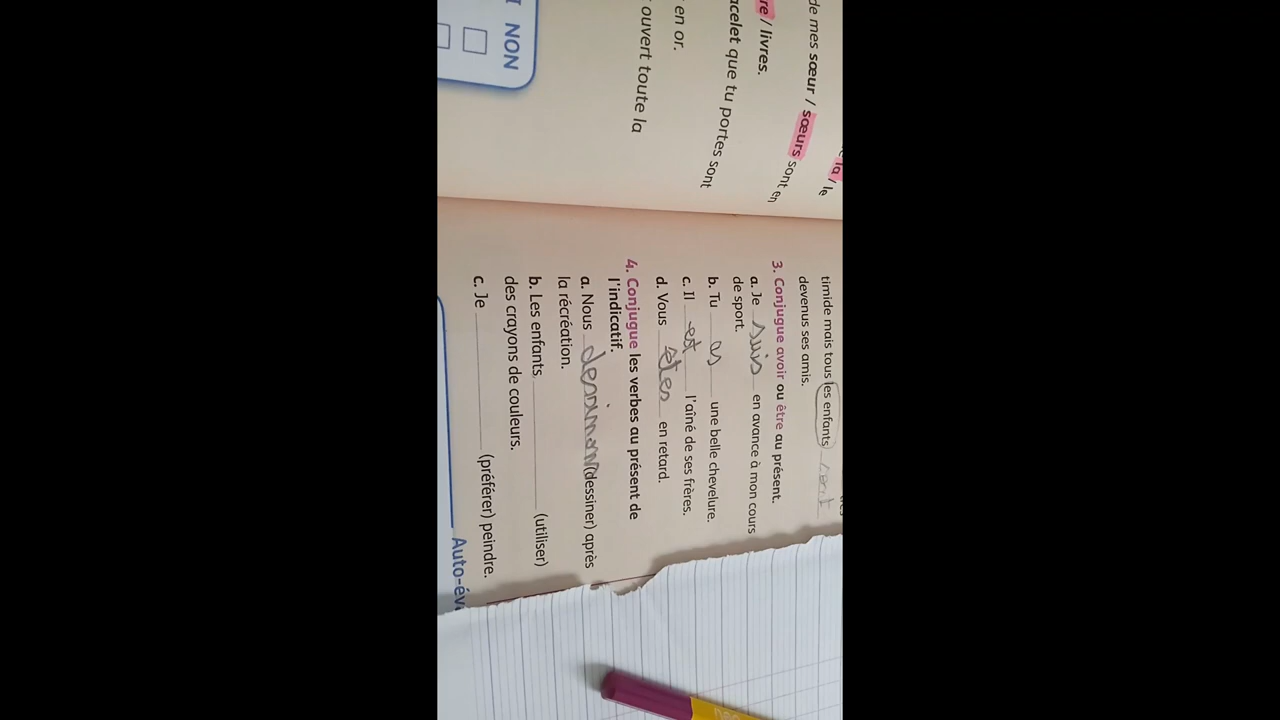 la / le
de mes sœur / sœurs sont en
re / livres.
acelet que tu portes sont
en or.
ouvert toute la
NON
timide mais tous les enfants sont
devenus ses amis.
3. Conjugue avoir ou être au présent.
a. Je suis en avance à mon cours
de sport.
b. Tu as une belle chevelure.
c. Il est l'aîné de ses frères.
d. Vous êtes en retard.
4. Conjugue les verbes au présent de
l'indicatif.
a. Nous (dessiner) après
la récréation.
b. Les enfants (utiliser)
des crayons de couleurs.
c. Je (préférer) peindre.
Auto-év